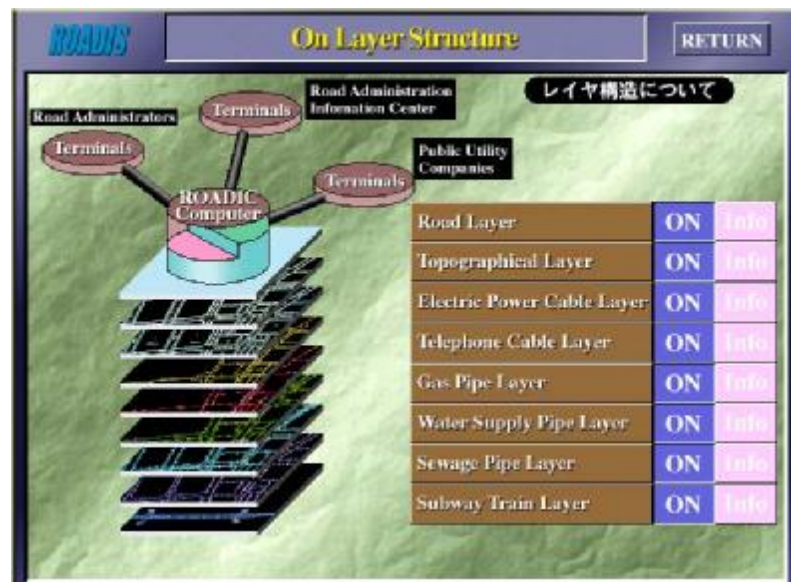 ROADIS
On Layer Structure
RETURN
レイヤ構造について
Road Administrators
Terminals
Road Administration
Infomation Center
Terminals
Public Utility
Companies
Terminals
ROADIC
Computer
Road Layer ON Info
Topographical Layer ON Info
Electric Power Cable Layer ON Info
Telephone Cable Layer ON Info
Gas Pipe Layer ON Info
Water Supply Pipe Layer ON Info
Sewage Pipe Layer ON Info
Subway Train Layer ON Info